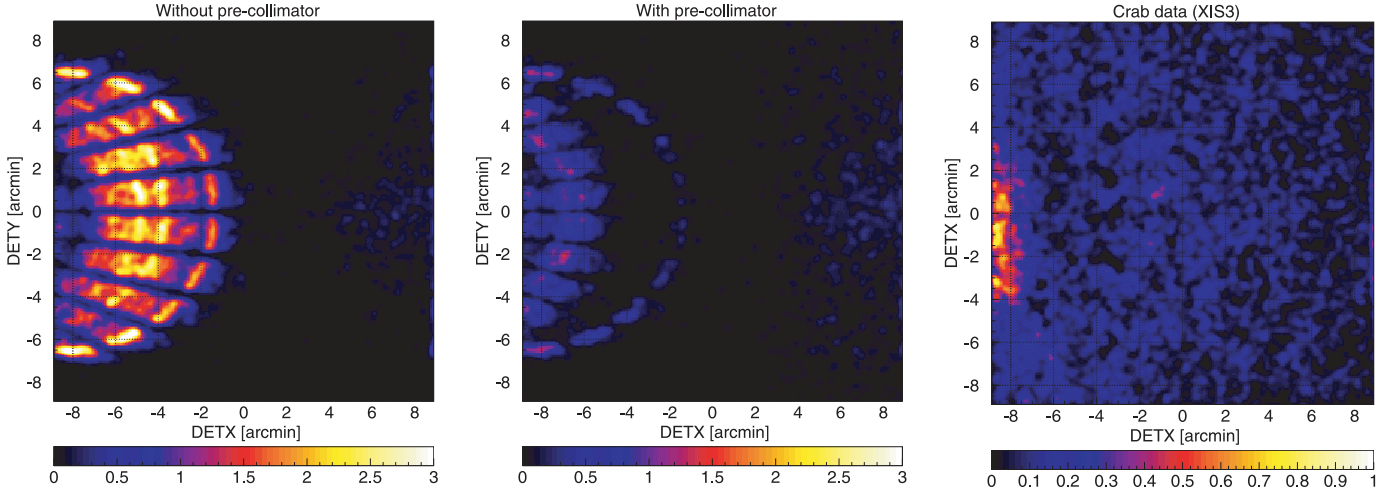 Without pre-collimator
8
6
4
2
0
-2
-4
-6
-8
DETY [arcmin]
-8 -6 -4 -2 0 2 4 6 8
DETX [arcmin]
0 0.5 1 1.5 2 2.5 3
With pre-collimator
8
6
4
2
0
-2
-4
-6
-8
DETY [arcmin]
-8 -6 -4 -2 0 2 4 6 8
DETX [arcmin]
0 0.5 1 1.5 2 2.5 3
Crab data (XIS3)
8
6
4
2
0
-2
-4
-6
-8
DETX [arcmin]
-8 -6 -4 -2 0 2 4 6 8
DETX [arcmin]
0 0.1 0.2 0.3 0.4 0.5 0.6 0.7 0.8 0.9 1